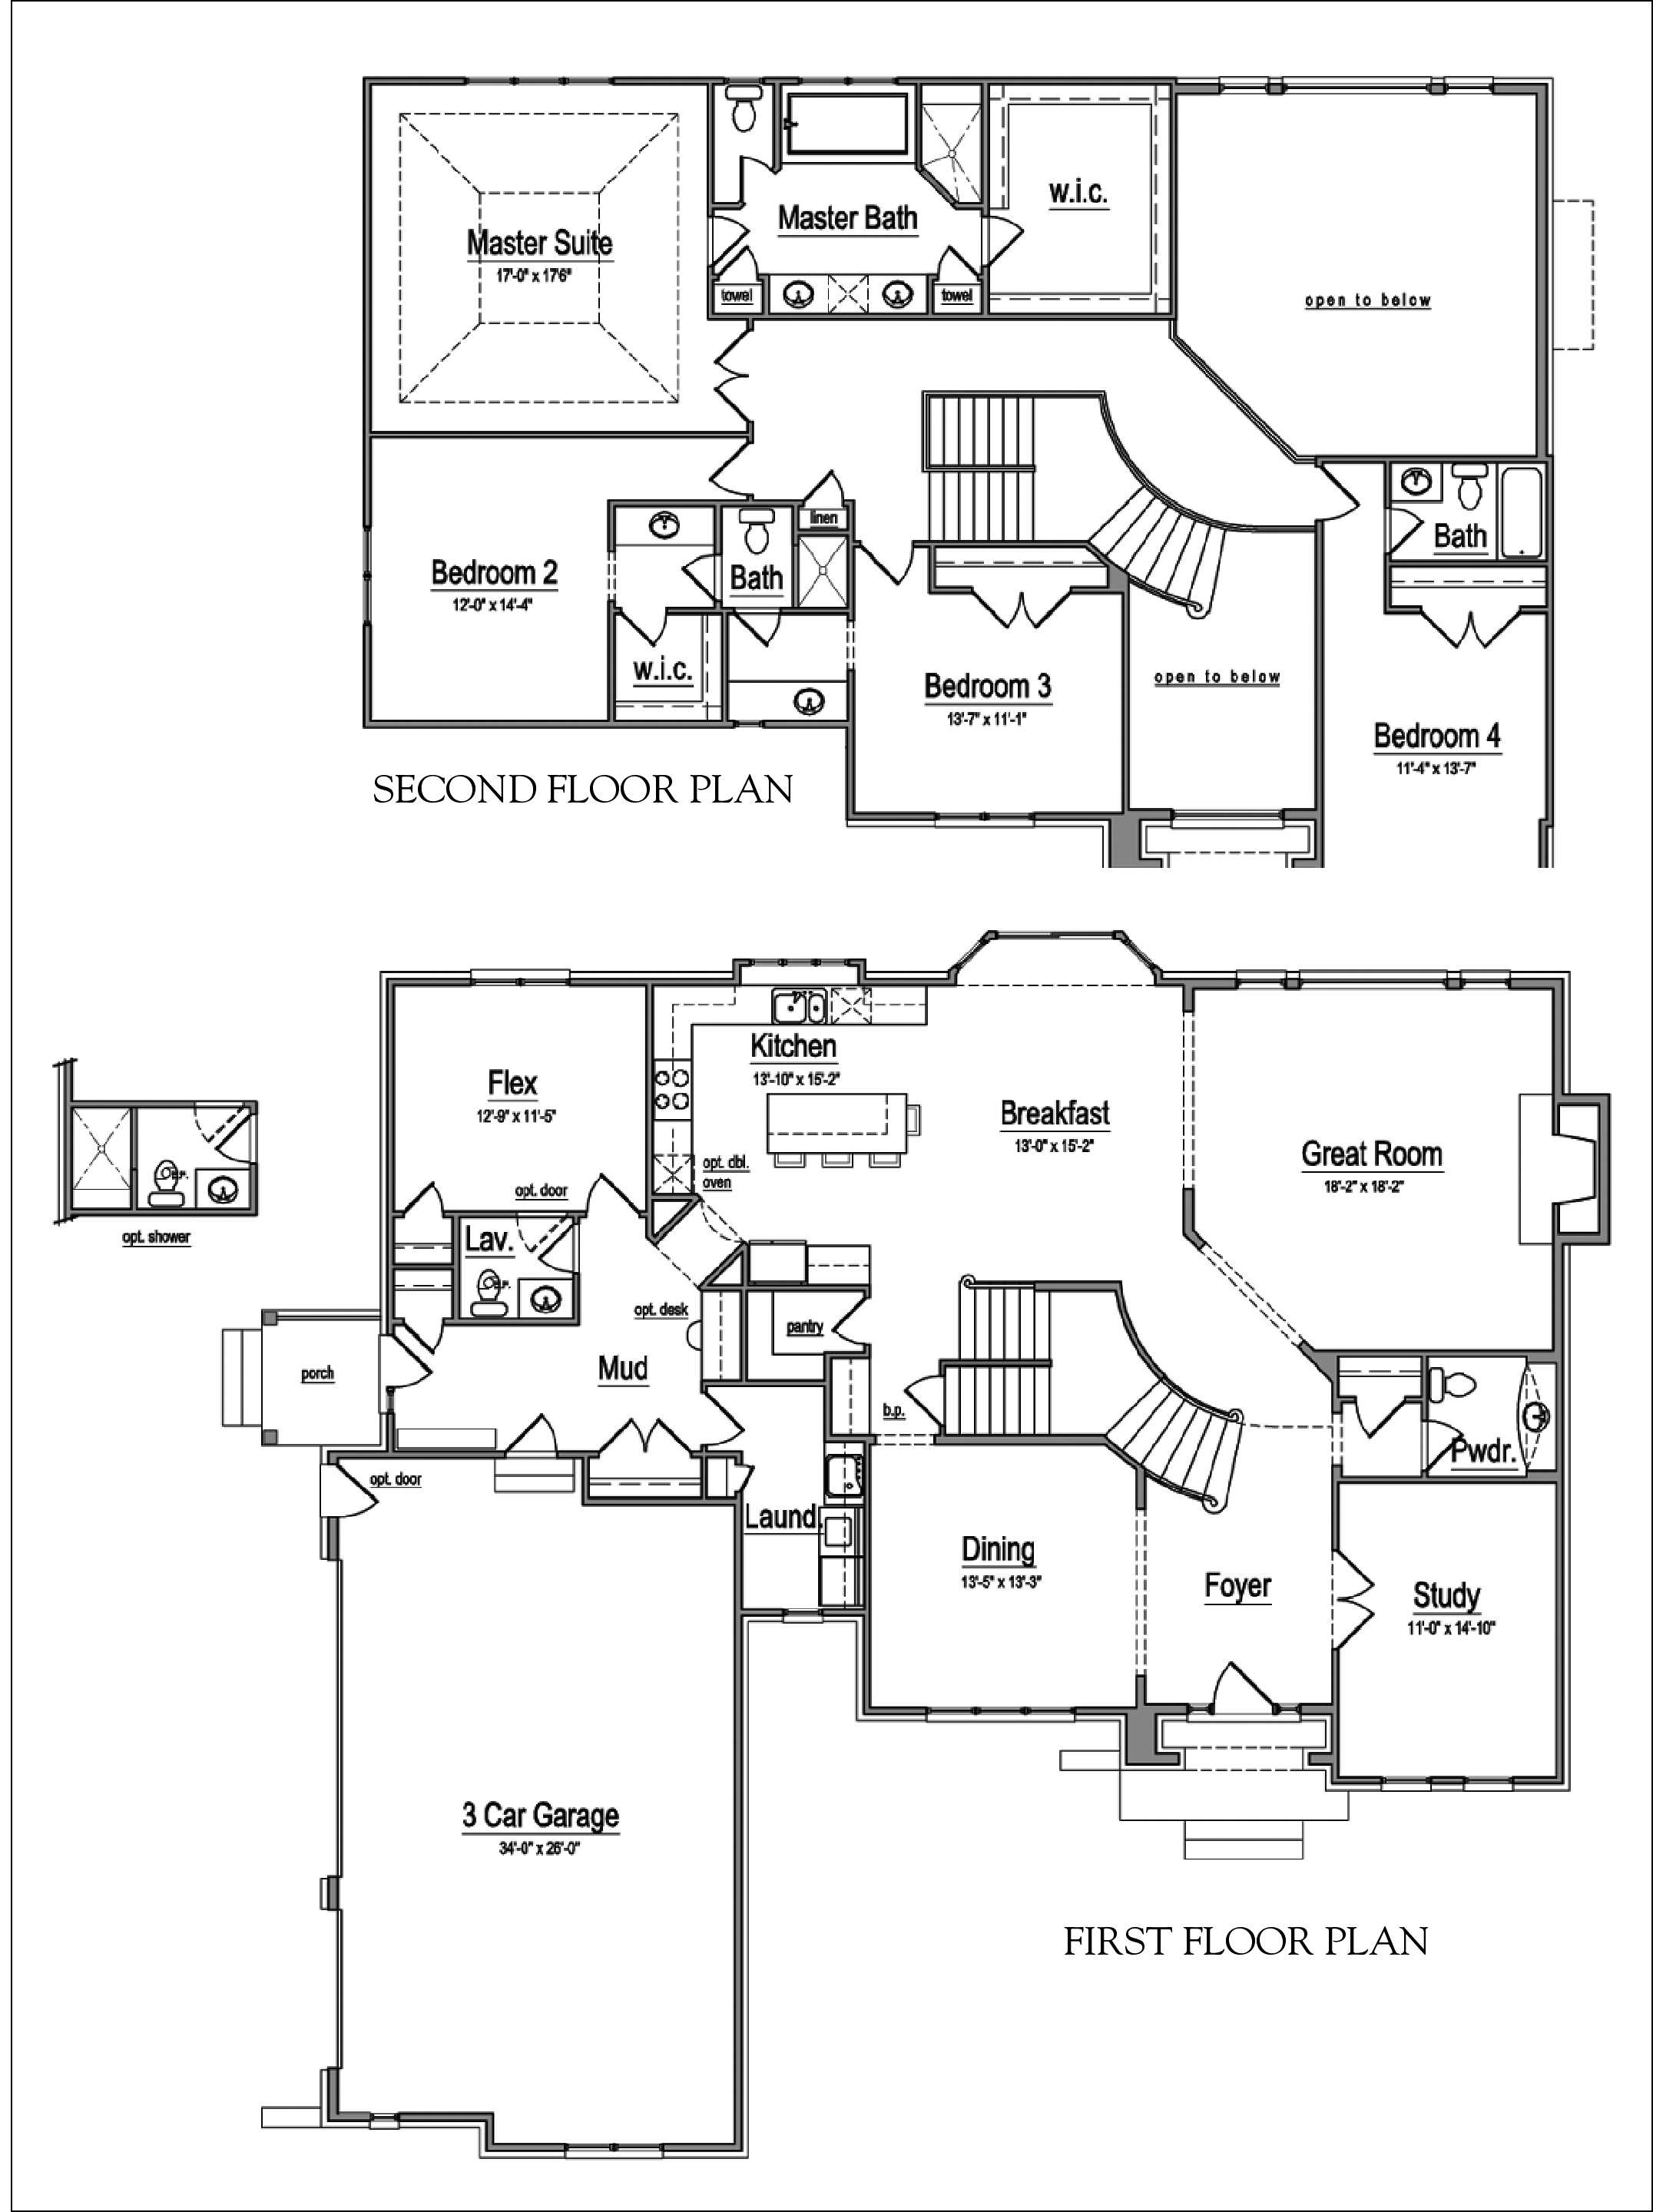 w.i.c.
Master Bath
Master Suite
17'-0" x 17'6"
towel
towel
open to below
linen
Bath
Bedroom 2
12'-0" x 14'-4"
Bath
w.i.c.
Bedroom 3
13'-7" x 11'-1"
open to below
Bedroom 4
11'-4" x 13'-7"
SECOND FLOOR PLAN
Kitchen
13'-10" x 15'-2"
Flex
12'-9" x 11'-5"
Breakfast
13'-0" x 15'-2"
Great Room
18'-2" x 18'-2"
opt. dbl.
oven
opt. door
opt. shower
Lav.
opt. desk
pantry
porch
Mud
b.p.
Pwdr.
opt. door
Laund.
Dining
13'-5" x 13'-3"
Foyer
Study
11'-0" x 14'-10"
3 Car Garage
34'-0" x 26'-0"
FIRST FLOOR PLAN